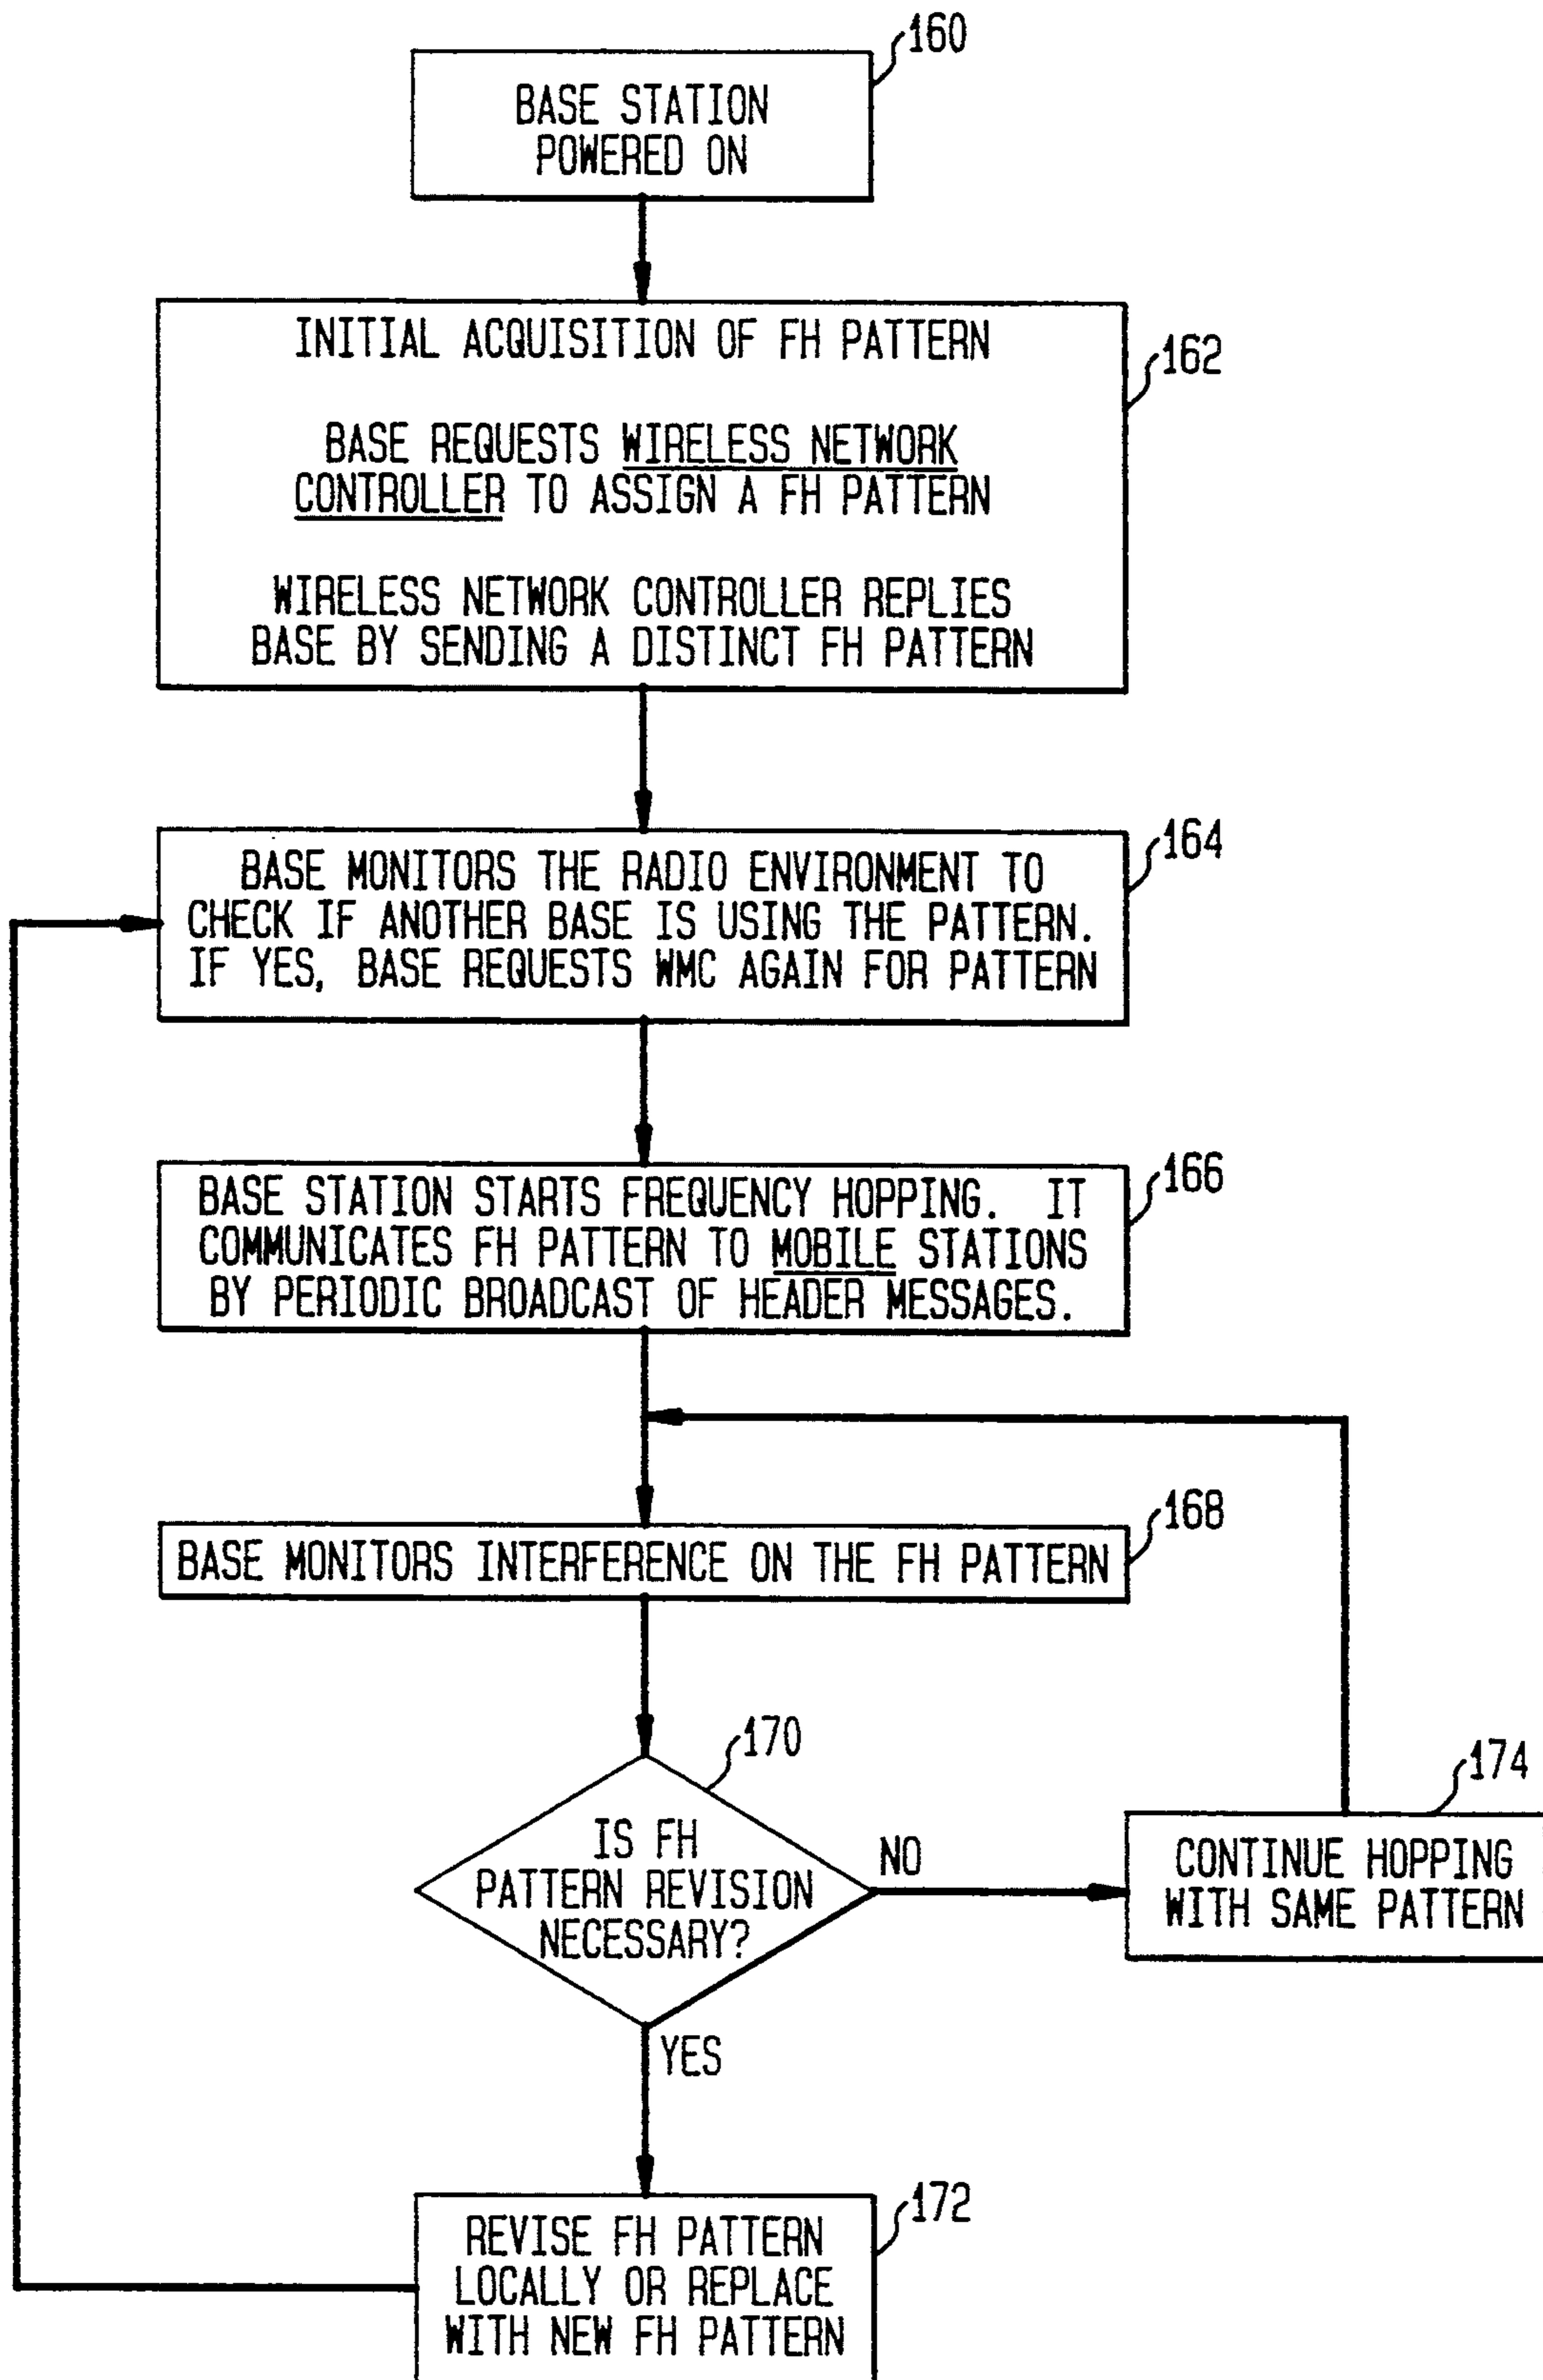 160
BASE STATION
POWERED ON
INITIAL ACQUISITION OF FH PATTERN
162
BASE REQUESTS WIRELESS NETWORK
CONTROLLER TO ASSIGN A FH PATTERN
WIRELESS NETWORK CONTROLLER REPLIES
BASE BY SENDING A DISTINCT FH PATTERN
164
BASE MONITORS THE RADIO ENVIRONMENT TO
CHECK IF ANOTHER BASE IS USING THE PATTERN.
IF YES, BASE REQUESTS WMC AGAIN FOR PATTERN
166
BASE STATION STARTS FREQUENCY HOPPING. IT
COMMUNICATES FH PATTERN TO MOBILE STATIONS
BY PERIODIC BROADCAST OF HEADER MESSAGES.
168
BASE MONITORS INTERFERENCE ON THE FH PATTERN
170
IS FH
PATTERN REVISION
NECESSARY?
NO
174
CONTINUE HOPPING
WITH SAME PATTERN
YES
172
REVISE FH PATTERN
LOCALLY OR REPLACE
WITH NEW FH PATTERN